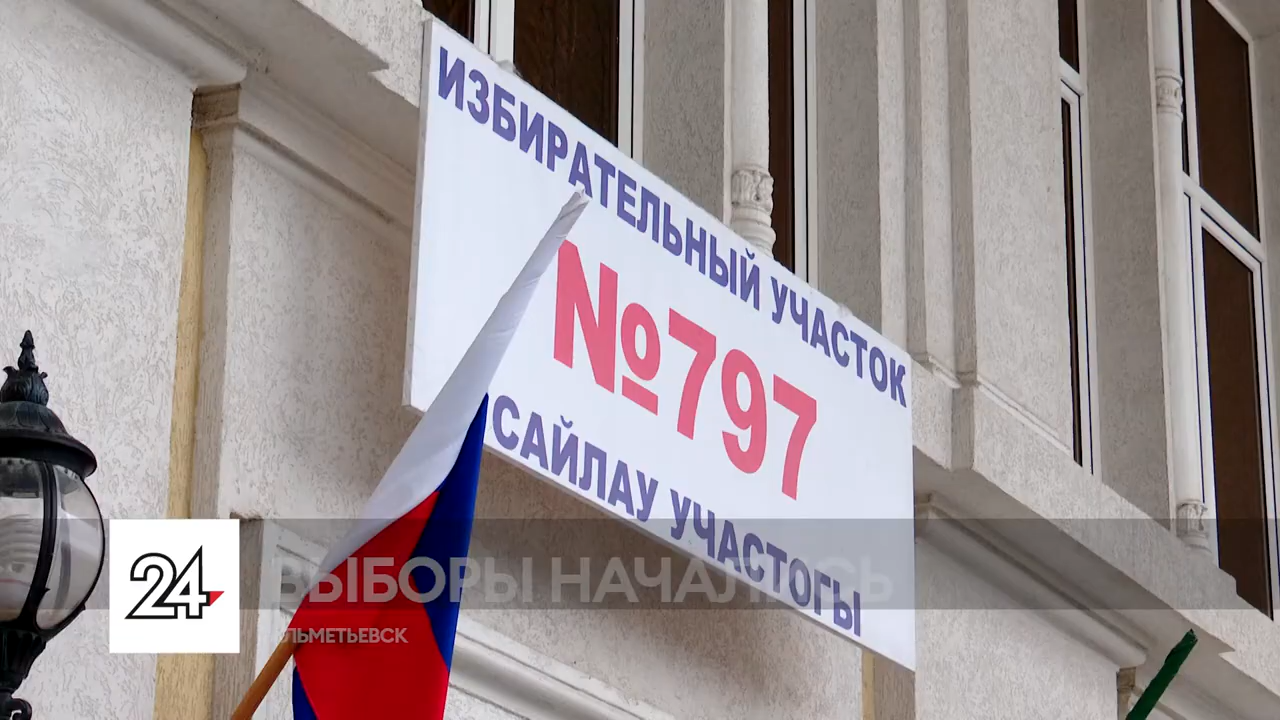 ИЗБИРАТЕЛЬНЫЙ УЧАСТОК
№797
САЙЛАУ УЧАСТОГЫ
24
ВЫБОРЫ НАЧАЛИСЬ
ЛЬМЕТЬЕВСК